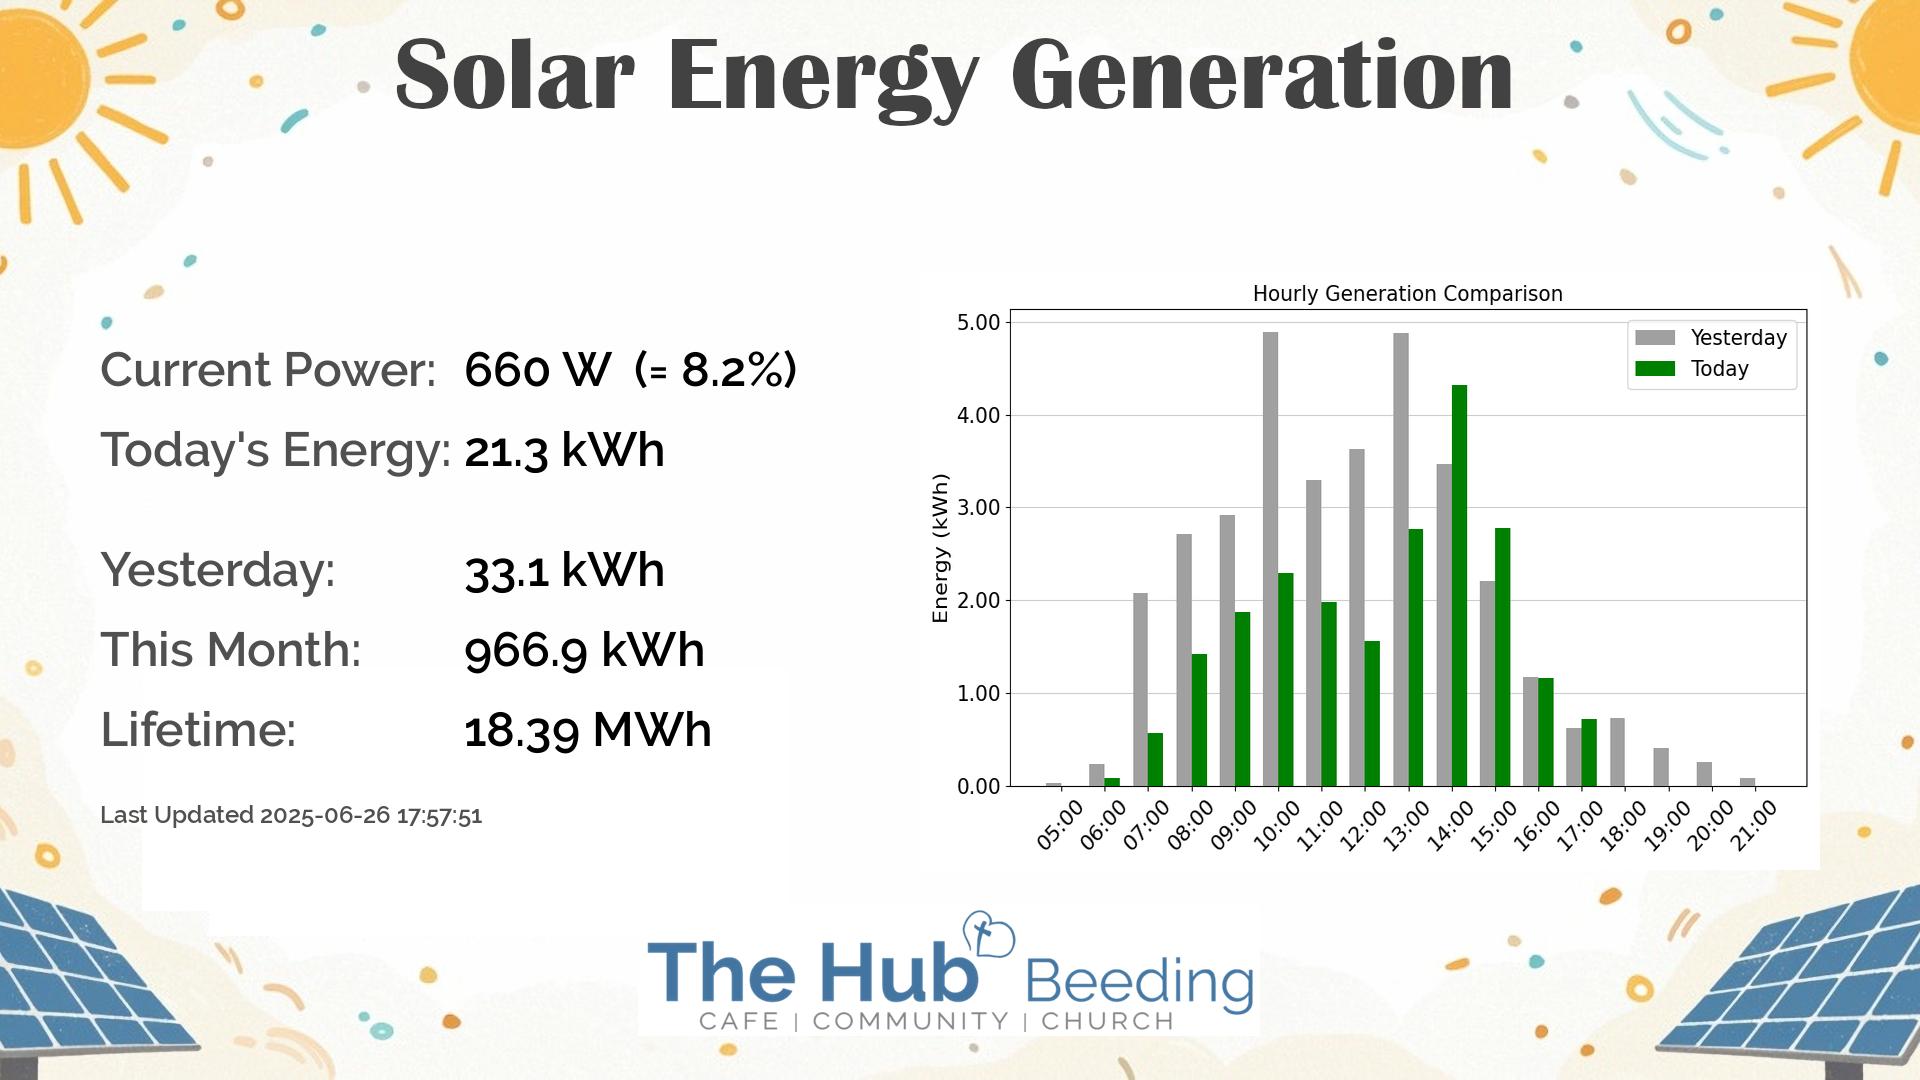 Solar Energy Generation
Current Power: 660 W (= 8.2%)
Today's Energy: 21.3 kWh
Yesterday: 33.1 kWh
This Month: 966.9 kWh
Lifetime: 18.39 MWh
Last Updated 2025-06-26 17:57:51
Hourly Generation Comparison
Yesterday
Today
Energy (kWh)
5.00
4.00
3.00
2.00
1.00
0.00
05:00 06:00 07:00 08:00 09:00 10:00 11:00 12:00 13:00 14:00 15:00 16:00 17:00 18:00 19:00 20:00 21:00
The Hub Beeding
CAFE | COMMUNITY | CHURCH